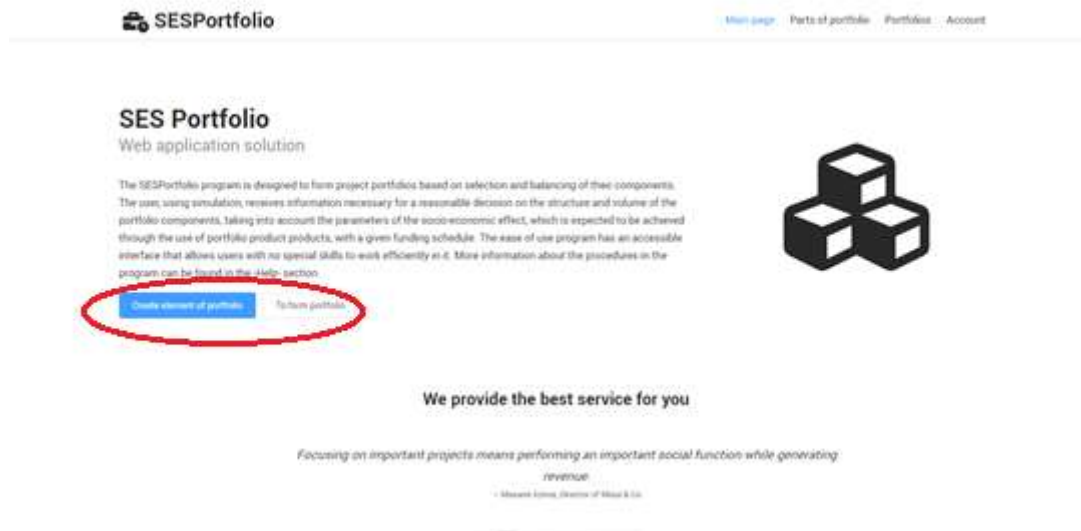 SESPortfolio
Main page Parts of portfolio Portfolios Account
SES Portfolio
Web application solution
The SESPortfolio program is designed to form project portfolios based on selection and balancing of their components.
The user, using simulation, receives information necessary for a reasonable decision on the structure and volume of the
portfolio components, taking into account the parameters of the socio-economic effect, which is expected to be achieved
through the use of portfolio product products, with a given funding schedule. The ease of use program has an accessible
interface that allows users with no special skills to work efficiently in it. More information about the procedures in the
program can be found in the -Help- section
Create element of portfolio To form portfolio
We provide the best service for you
Focusing on important projects means performing an important social function while generating
revenue